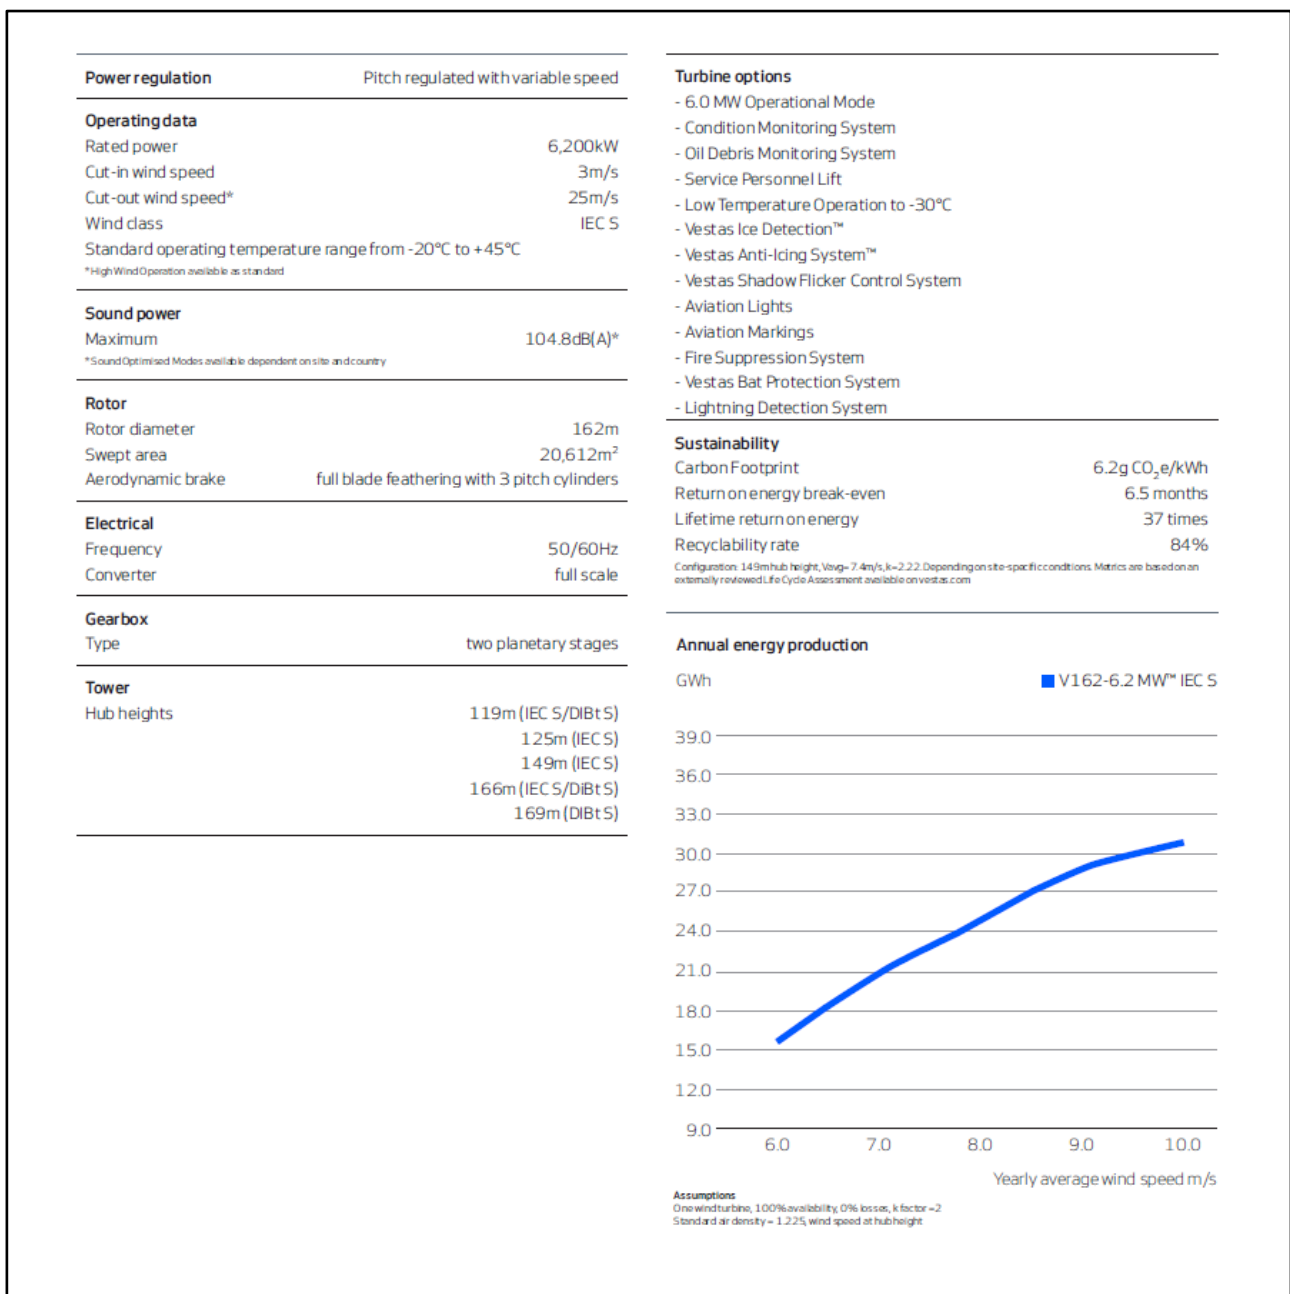 Power regulation Pitch regulated with variable speed
Operating data
Rated power 6,200kW
Cut-in wind speed 3m/s
Cut-out wind speed* 25m/s
Wind class IEC S
Standard operating temperature range from -20°C to +45°C
*High Wind Operation available as standard
Sound power
Maximum 104.8dB(A)*
*Sound Optimised Modes available dependent on site and country
Rotor
Rotor diameter 162m
Swept area 20,612m²
Aerodynamic brake full blade feathering with 3 pitch cylinders
Electrical
Frequency 50/60Hz
Converter full scale
Gearbox
Type two planetary stages
Tower
Hub heights 119m (IEC S/DIBt S)
125m (IEC S)
149m (IEC S)
166m (IEC S/DiBt S)
169m (DIBt S)
Turbine options
- 6.0 MW Operational Mode
- Condition Monitoring System
- Oil Debris Monitoring System
- Service Personnel Lift
- Low Temperature Operation to -30°C
- Vestas Ice Detection™
- Vestas Anti-Icing System™
- Vestas Shadow Flicker Control System
- Aviation Lights
- Aviation Markings
- Fire Suppression System
- Vestas Bat Protection System
- Lightning Detection System
Sustainability
Carbon Footprint 6.2g CO₂e/kWh
Return on energy break-even 6.5 months
Lifetime return on energy 37 times
Recyclability rate 84%
Configuration: 149m hub height, Vavg=7.4m/s, k=2.22. Depending on site-specific conditions. Metrics are based on an
externally reviewed Life Cycle Assessment available on vestas.com
Annual energy production
GWh V162-6.2 MW™ IEC S
39.0
36.0
33.0
30.0
27.0
24.0
21.0
18.0
15.0
12.0
9.0
6.0 7.0 8.0 9.0 10.0
Yearly average wind speed m/s
Assumptions
One wind turbine, 100% availability, 0% losses, k factor =2
Standard air density = 1.225, wind speed at hub height